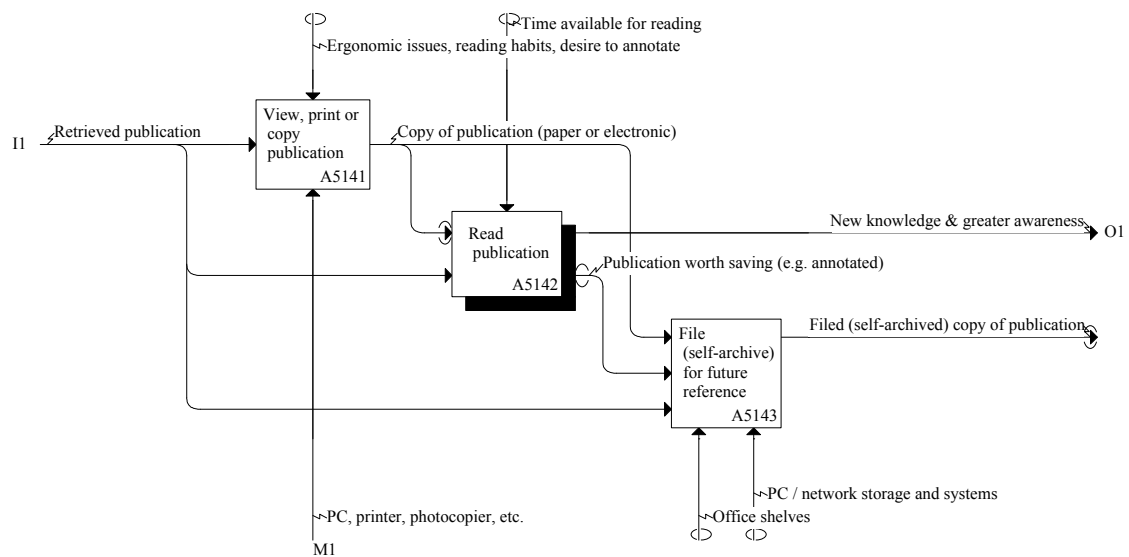 Time available for reading
Ergonomic issues, reading habits, desire to annotate
I1
Retrieved publication
View, print or
copy
publication
A5141
Copy of publication (paper or electronic)
Read
publication
A5142
New knowledge & greater awareness
O1
Publication worth saving (e.g. annotated)
File
(self-archive)
for future
reference
A5143
Filed (self-archived) copy of publication
PC / network storage and systems
Office shelves
PC, printer, photocopier, etc.
M1